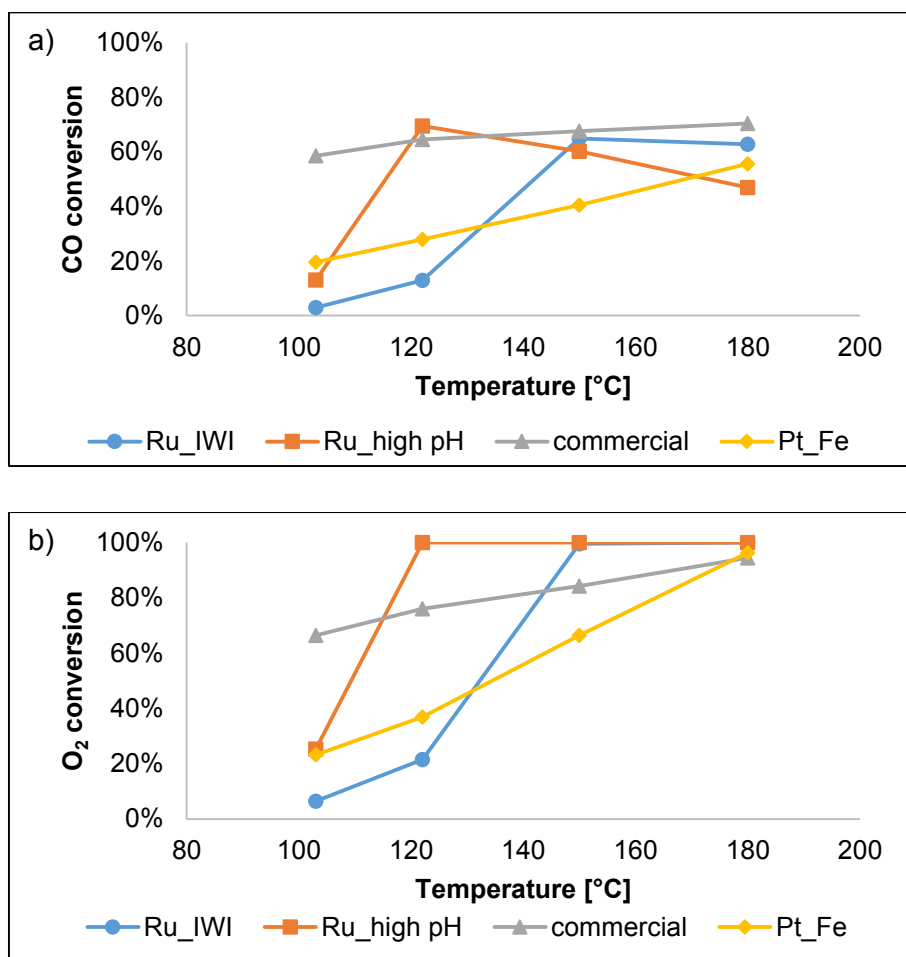 a)
100%
80%
60%
40%
20%
0%
CO conversion
80 100 120 140 160 180 200
Temperature [°C]
Ru_IWI Ru_high pH commercial Pt_Fe
b)
100%
80%
60%
40%
20%
0%
O₂ conversion
80 100 120 140 160 180 200
Temperature [°C]
Ru_IWI Ru_high pH commercial Pt_Fe